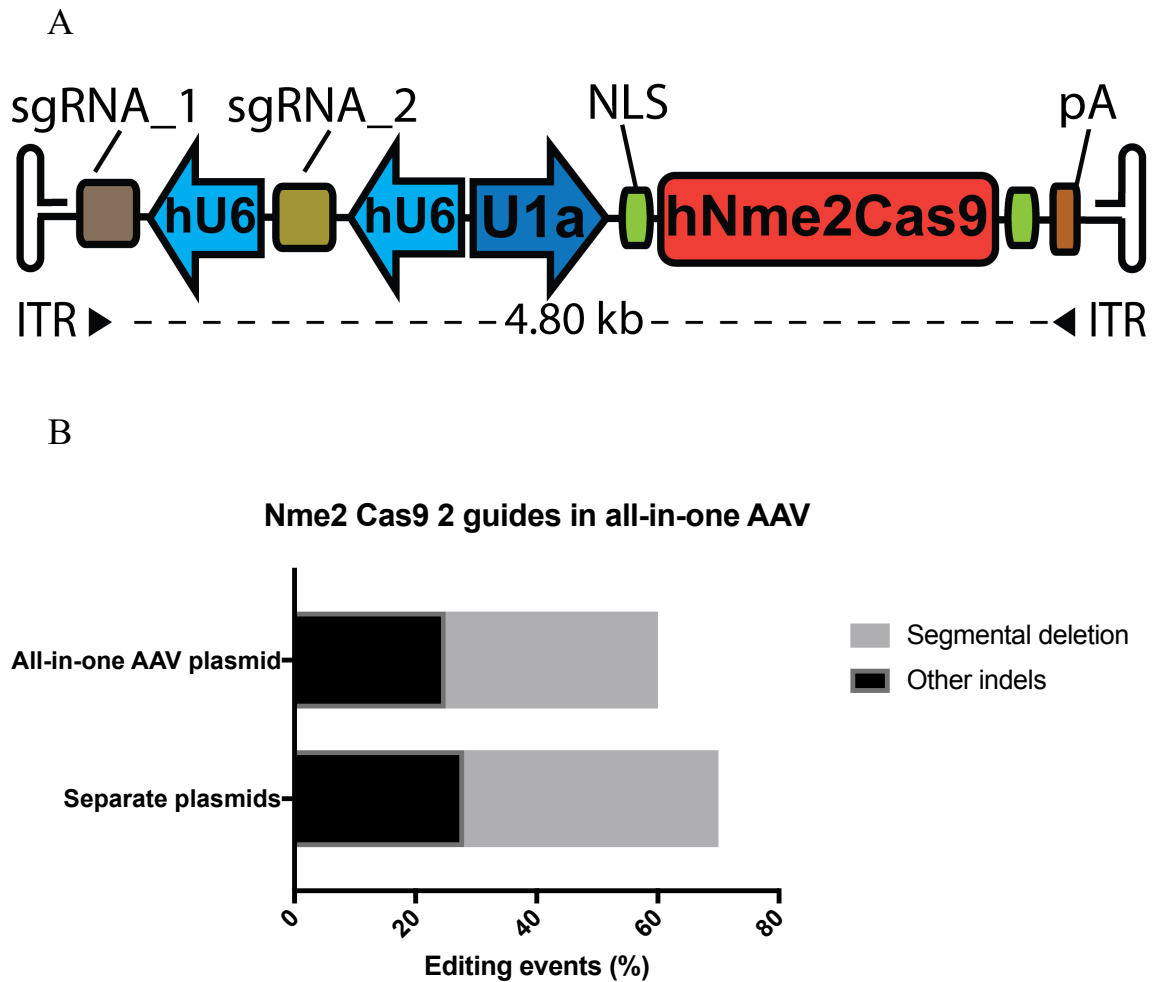 A
sgRNA_1 sgRNA_2 NLS pA
hU6 hU6 U1a hNme2Cas9
ITR 4.80 kb ITR
B
Nme2 Cas9 2 guides in all-in-one AAV
All-in-one AAV plasmid
Separate plasmids
Segmental deletion
Other indels
0 20 40 60 80
Editing events (%)